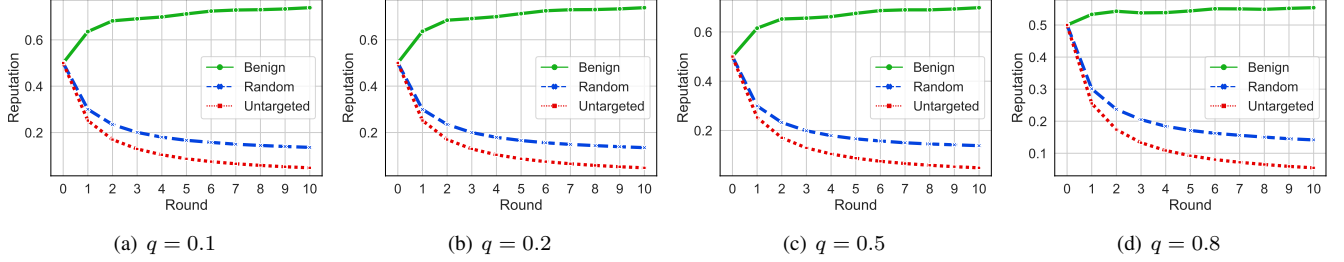 Reputation
0.6
0.4
0.2
Benign
Random
Untargeted
0 1 2 3 4 5 6 7 8 9 10
Round
(a) q = 0.1
Reputation
0.6
0.4
0.2
Benign
Random
Untargeted
0 1 2 3 4 5 6 7 8 9 10
Round
(b) q = 0.2
Reputation
0.6
0.4
0.2
Benign
Random
Untargeted
0 1 2 3 4 5 6 7 8 9 10
Round
(c) q = 0.5
Reputation
0.5
0.4
0.3
0.2
0.1
Benign
Random
Untargeted
0 1 2 3 4 5 6 7 8 9 10
Round
(d) q = 0.8